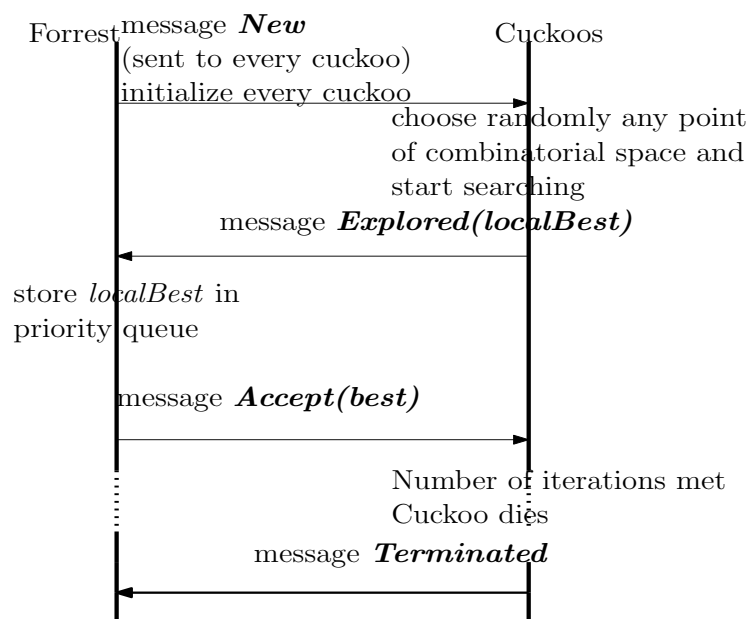 Forrest
message New
Cuckoos
(sent to every cuckoo)
initialize every cuckoo
choose randomly any point
of combinatorial space and
start searching
message Explored(localBest)
store localBest in
priority queue
message Accept(best)
Number of iterations met
Cuckoo dies
message Terminated